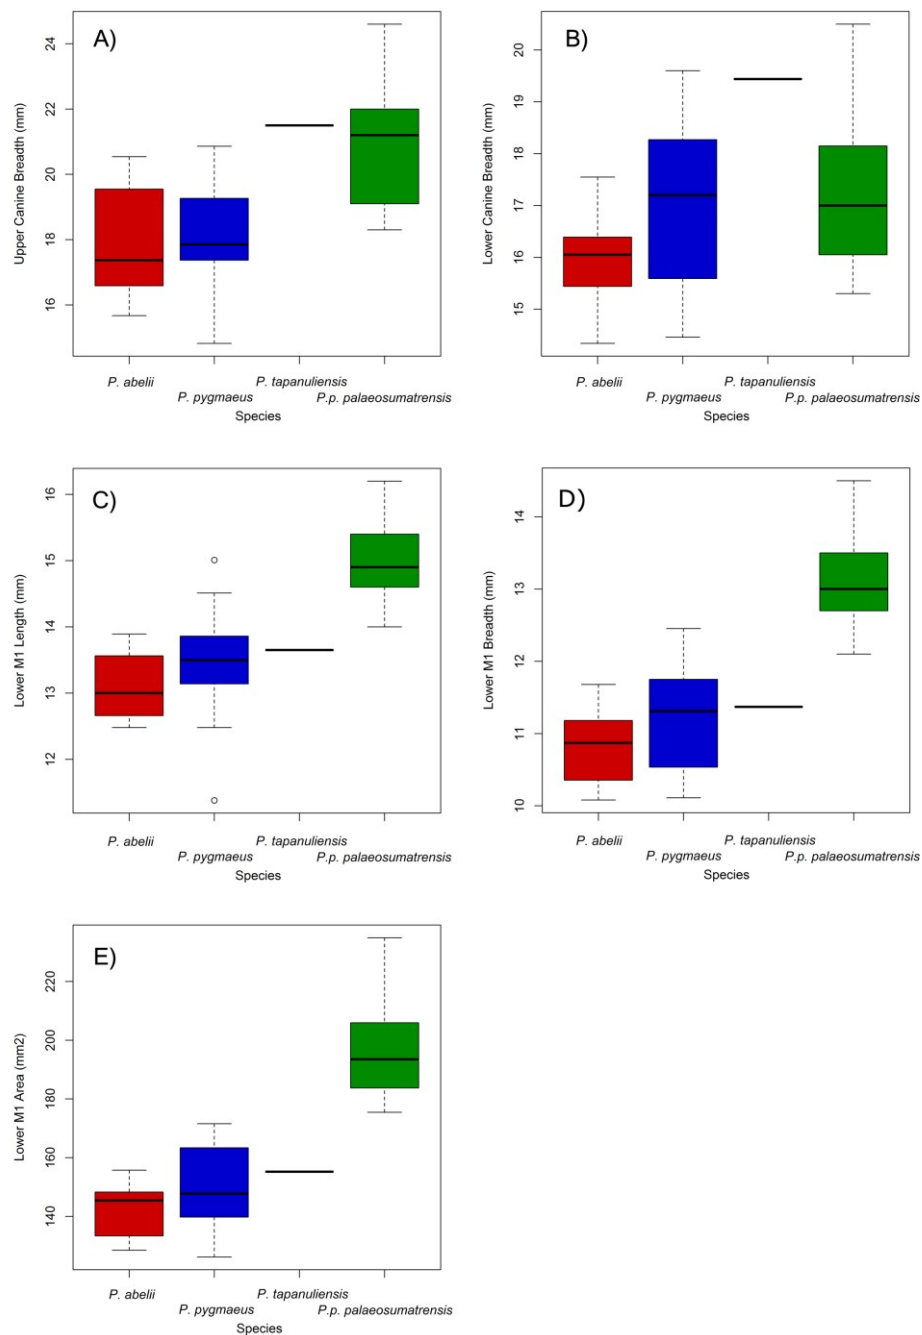 A)
Upper Canine Breadth (mm)
24
22
20
18
16
P. abelii
P. pygmaeus
P. tapanuliensis
P.p. palaeosumatrensis
Species
B)
Lower Canine Breadth (mm)
20
19
18
17
16
15
P. abelii
P. pygmaeus
P. tapanuliensis
P.p. palaeosumatrensis
Species
C)
Lower M1 Length (mm)
16
15
14
13
12
P. abelii
P. pygmaeus
P. tapanuliensis
P.p. palaeosumatrensis
Species
D)
Lower M1 Breadth (mm)
14
13
12
11
10
P. abelii
P. pygmaeus
P. tapanuliensis
P.p. palaeosumatrensis
Species
E)
Lower M1 Area (mm2)
220
200
180
160
140
P. abelii
P. pygmaeus
P. tapanuliensis
P.p. palaeosumatrensis
Species